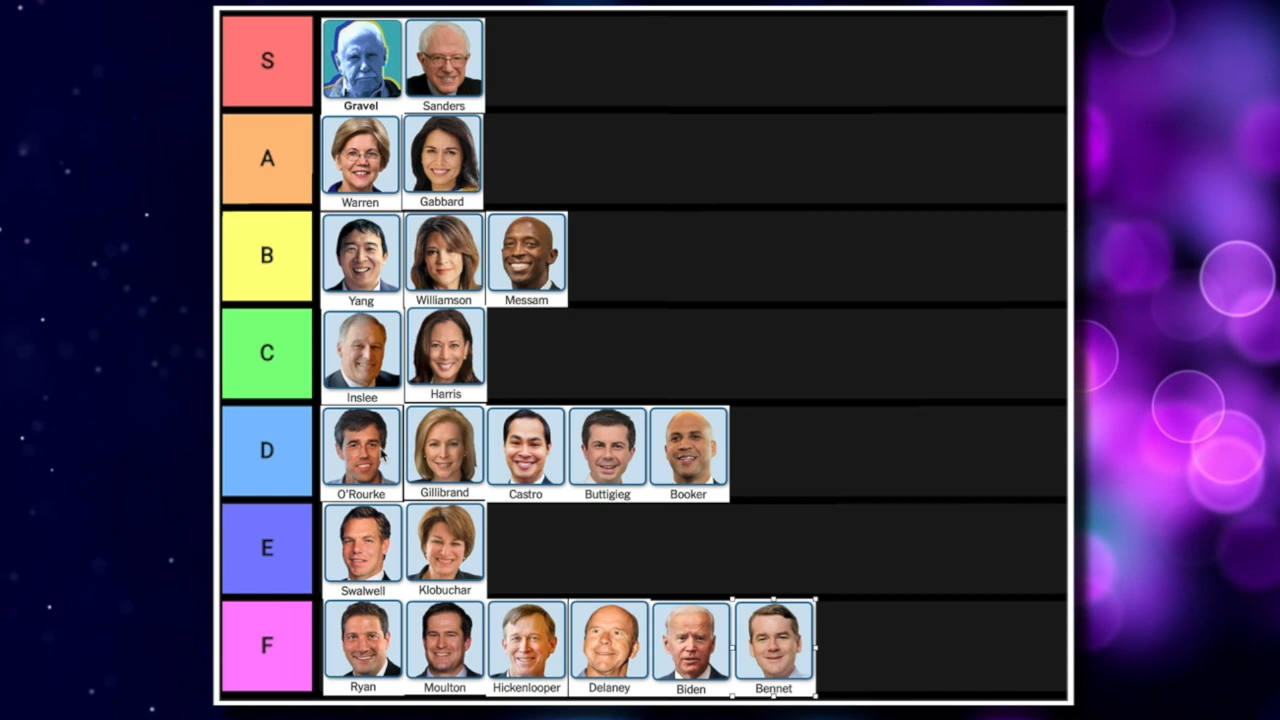 S
Gravel Sanders
A
Warren Gabbard
B
Yang Williamson Messam
C
Inslee Harris
D
O'Rourke Gillibrand Castro Buttigieg Booker
E
Swalwell Klobuchar
F
Ryan Moulton Hickenlooper Delaney Biden Bennet